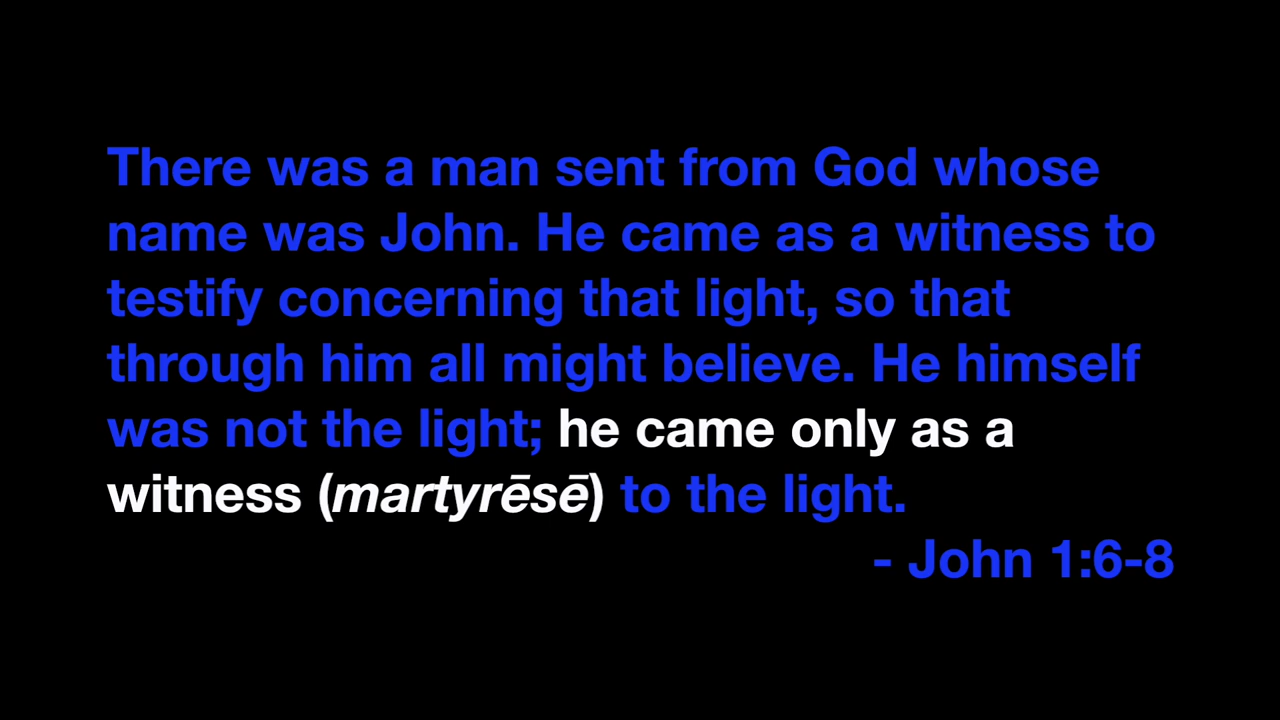 There was a man sent from God whose
name was John. He came as a witness to
testify concerning that light, so that
through him all might believe. He himself
was not the light; he came only as a
witness (martyrēsē) to the light.
- John 1:6-8